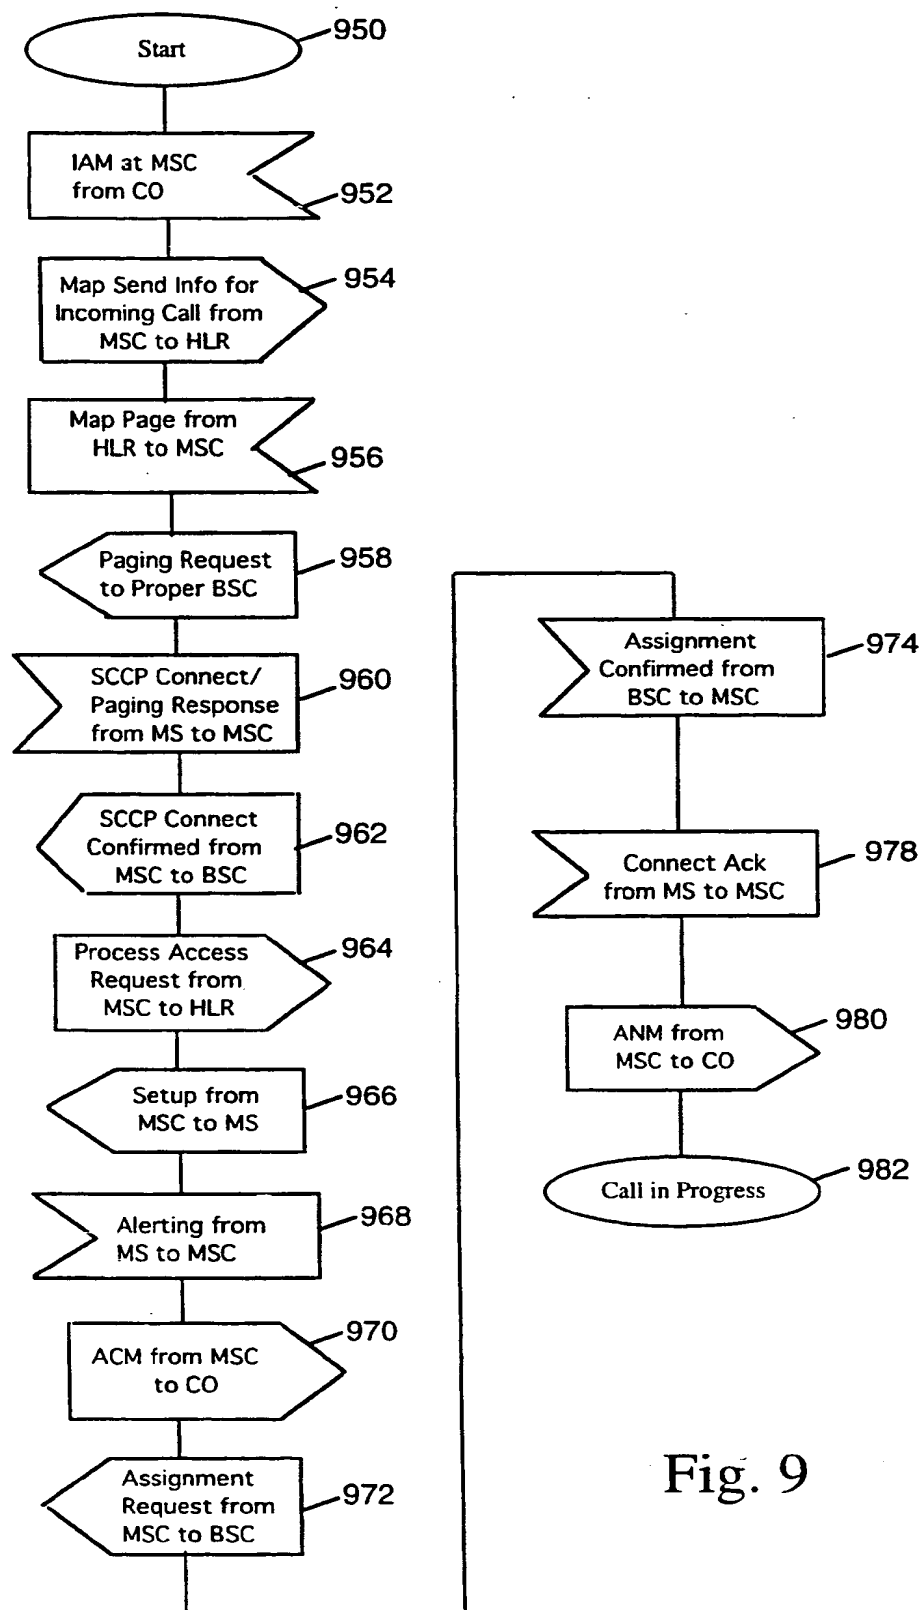 Start
950
IAM at MSC
from CO
952
Map Send Info for
Incoming Call from
MSC to HLR
954
Map Page from
HLR to MSC
956
Paging Request
to Proper BSC
958
SCCP Connect/
Paging Response
from MS to MSC
960
SCCP Connect
Confirmed from
MSC to BSC
962
Process Access
Request from
MSC to HLR
964
Setup from
MSC to MS
966
Alerting from
MS to MSC
968
ACM from MSC
to CO
970
Assignment
Request from
MSC to BSC
972
Assignment
Confirmed from
BSC to MSC
974
Connect Ack
from MS to MSC
978
ANM from
MSC to CO
980
Call in Progress
982
Fig. 9